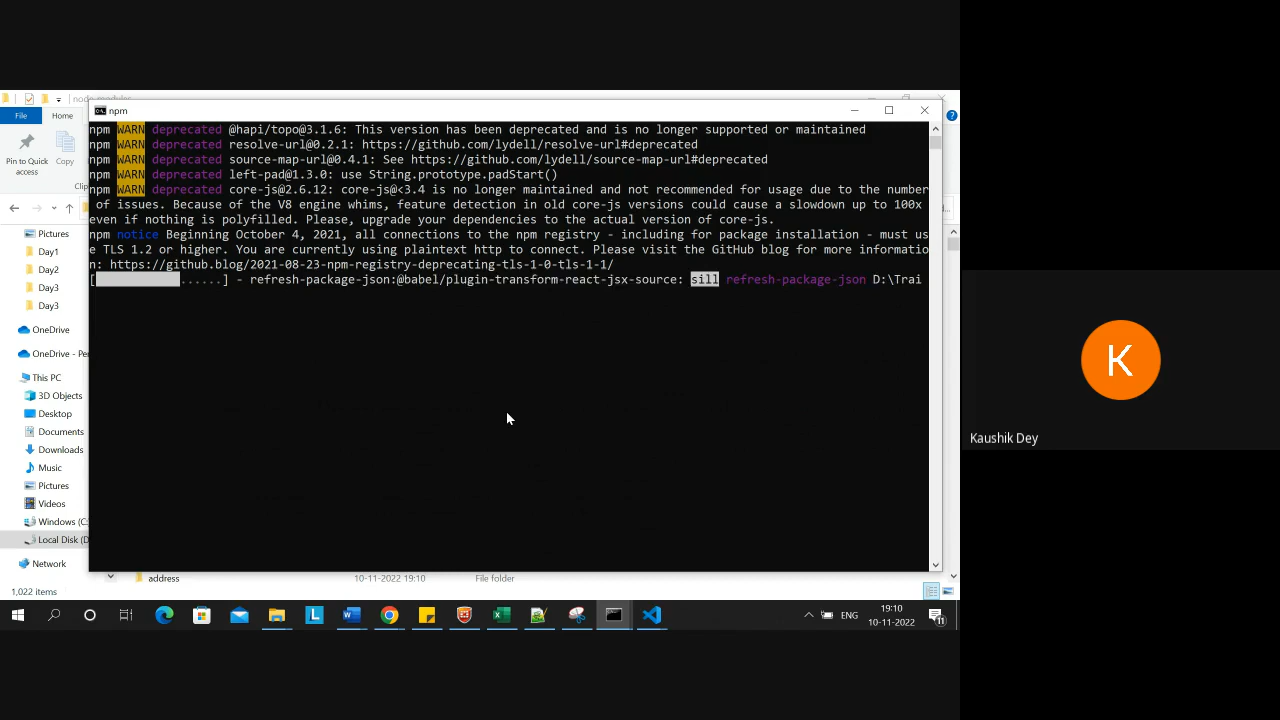 node_modules
File
Home
Pin to Quick
access
Copy
npm
npm WARN deprecated @hapi/topo@3.1.6: This version has been deprecated and is no longer supported or maintained
npm WARN deprecated resolve-url@0.2.1: https://github.com/lydell/resolve-url#deprecated
npm WARN deprecated source-map-url@0.4.1: See https://github.com/lydell/source-map-url#deprecated
npm WARN deprecated left-pad@1.3.0: use String.prototype.padStart()
npm WARN deprecated core-js@2.6.12: core-js@<3.4 is no longer maintained and not recommended for usage due to the number
of issues. Because of the V8 engine whims, feature detection in old core-js versions could cause a slowdown up to 100x
even if nothing is polyfilled. Please, upgrade your dependencies to the actual version of core-js.
npm notice Beginning October 4, 2021, all connections to the npm registry - including for package installation - must us
e TLS 1.2 or higher. You are currently using plaintext http to connect. Please visit the GitHub blog for more informatio
n: https://github.blog/2021-08-23-npm-registry-deprecating-tls-1-0-tls-1-1/
[ ......] - refresh-package-json:@babel/plugin-transform-react-jsx-source: sill refresh-package-json D:\Trai
Pictures
Day1
Day2
Day3
Day3
OneDrive
OneDrive - Per
This PC
3D Objects
Desktop
Documents
Downloads
Music
Pictures
Videos
Windows (C:
Local Disk (D
Network
address 10-11-2022 19:10 File folder
1,022 items
ENG
19:10
10-11-2022
11
K
Kaushik Dey